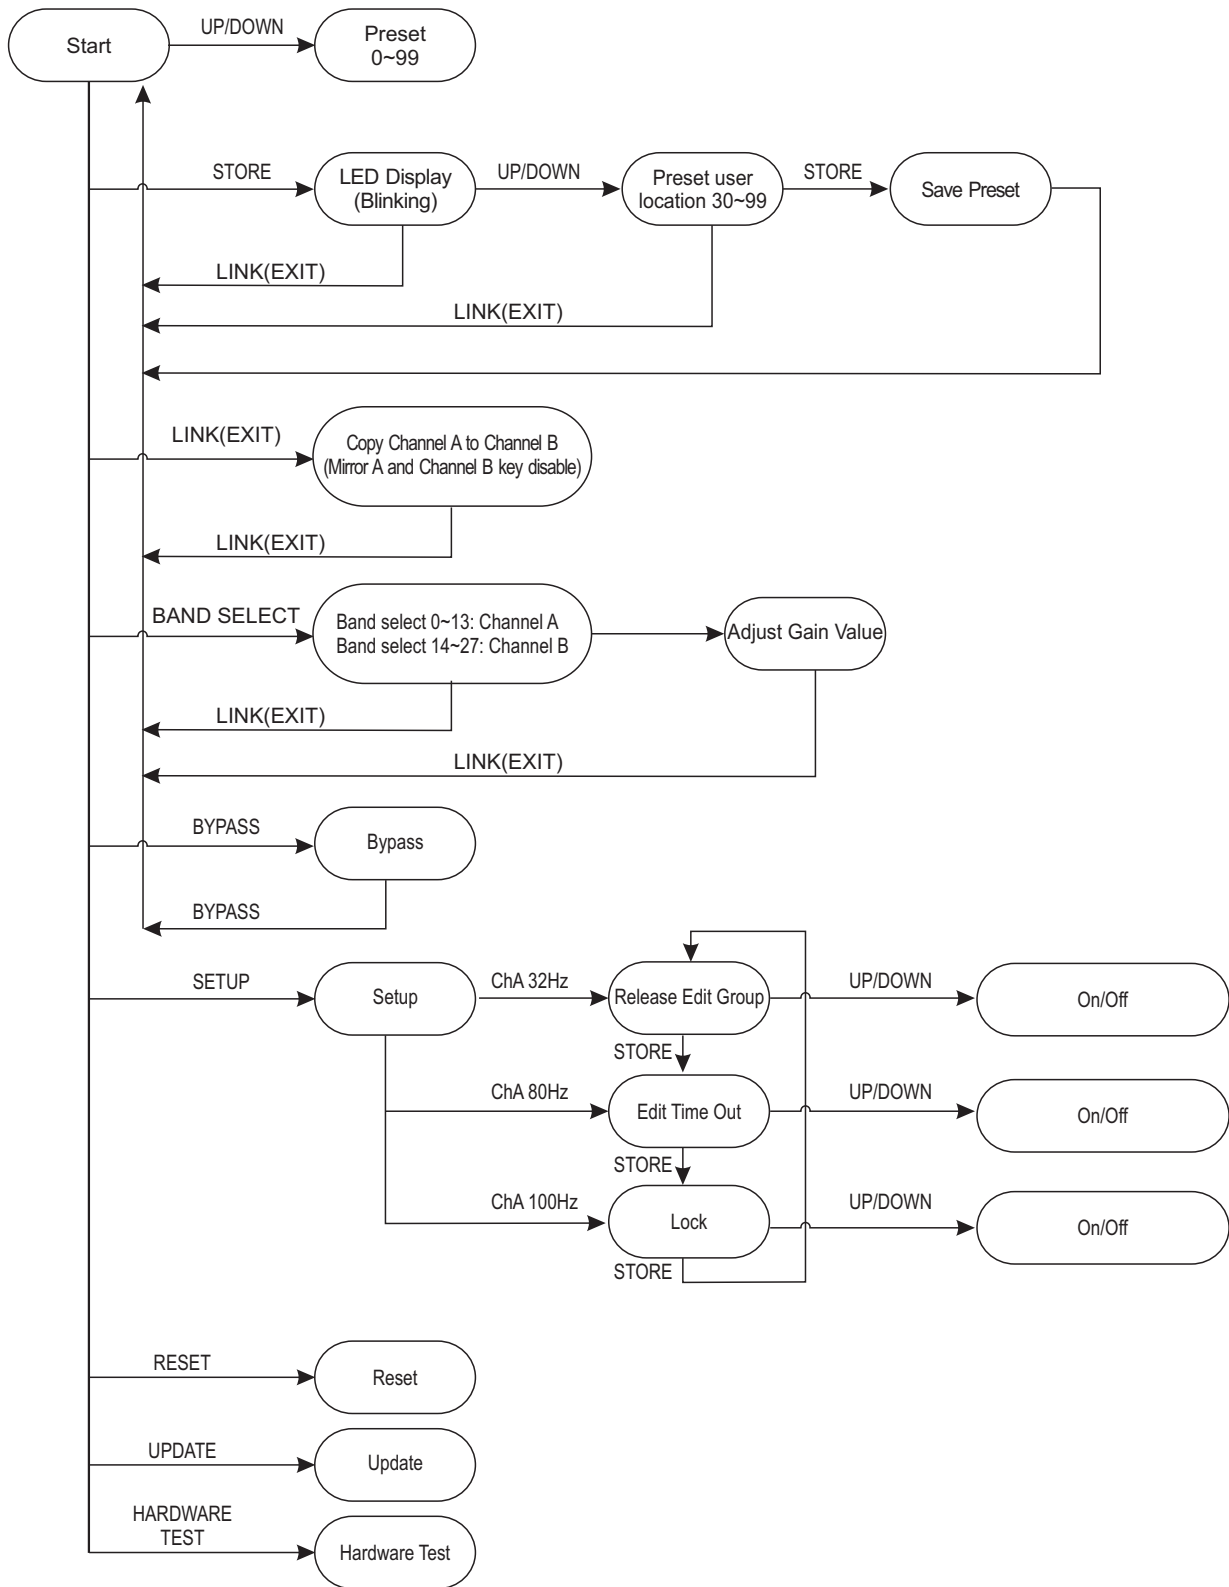 Start
UP/DOWN
Preset
0~99
STORE
LED Display
(Blinking)
UP/DOWN
Preset user
location 30~99
STORE
Save Preset
LINK(EXIT)
LINK(EXIT)
LINK(EXIT)
Copy Channel A to Channel B
(Mirror A and Channel B key disable)
LINK(EXIT)
BAND SELECT
Band select 0~13: Channel A
Band select 14~27: Channel B
Adjust Gain Value
LINK(EXIT)
LINK(EXIT)
BYPASS
Bypass
BYPASS
SETUP
Setup
ChA 32Hz
Release Edit Group
UP/DOWN
On/Off
STORE
ChA 80Hz
Edit Time Out
UP/DOWN
On/Off
STORE
ChA 100Hz
Lock
UP/DOWN
On/Off
STORE
RESET
Reset
UPDATE
Update
HARDWARE
TEST
Hardware Test